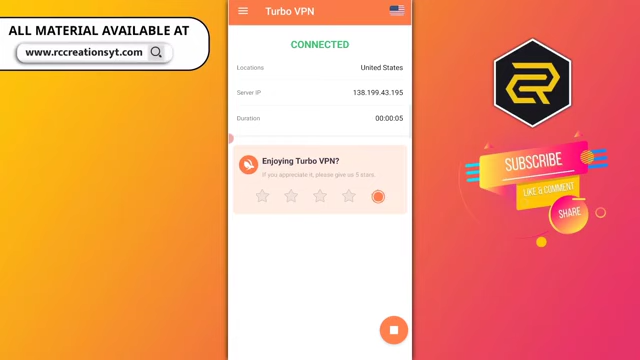 ALL MATERIAL AVAILABLE AT
www.rccreationsyt.com
Turbo VPN
CONNECTED
Locations
United States
Server IP
138.199.43.195
Duration
00:00:05
Enjoying Turbo VPN?
If you appreciate it, please give us 5 stars.
SUBSCRIBE
LIKE & COMMENT
SHARE